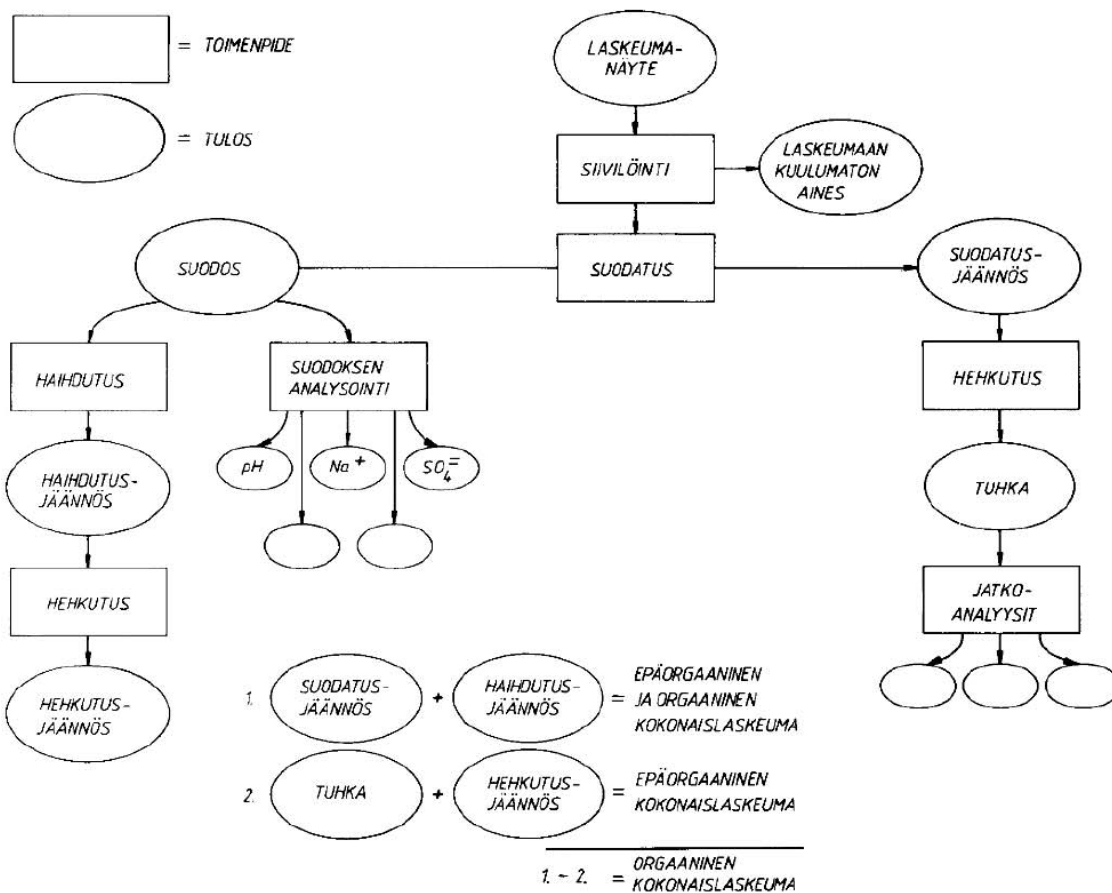 = TOIMENPIDE
= TULOS
LASKEUMA-
NÄYTE
SIIVILÖINTI
LASKEUMAAN
KUULUMATON
AINES
SUODOS
SUODATUS
SUODATUS-
JÄÄNNÖS
HAIHDUTUS
SUODOKSEN
ANALYSOINTI
HEHKUTUS
pH
Na+
SO4=
HAIHDUTUS-
JÄÄNNÖS
TUHKA
HEHKUTUS
JATKO-
ANALYYSIT
HEHKUTUS-
JÄÄNNÖS
1. SUODATUS-
JÄÄNNÖS
+
HAIHDUTUS-
JÄÄNNÖS
=
EPÄORGAANINEN
JA ORGAANINEN
KOKONAISLASKEUMA
2. TUHKA
+
HEHKUTUS-
JÄÄNNÖS
=
EPÄORGAANINEN
KOKONAISLASKEUMA
1. - 2. =
ORGAANINEN
KOKONAISLASKEUMA